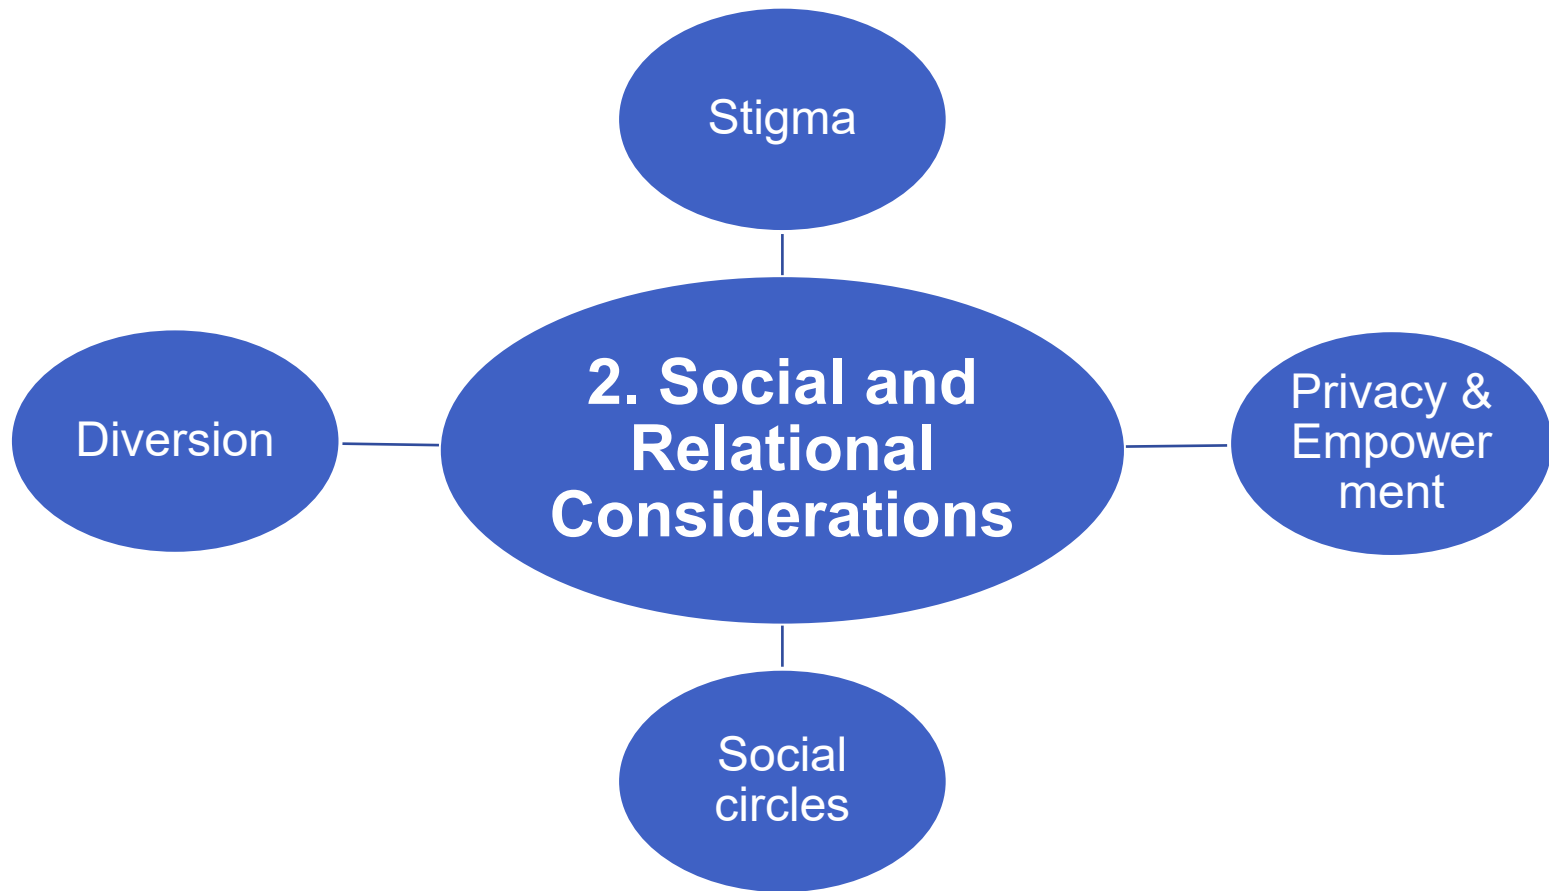 Stigma
2. Social and
Relational
Considerations
Privacy &
Empower
ment
Diversion
Social
circles